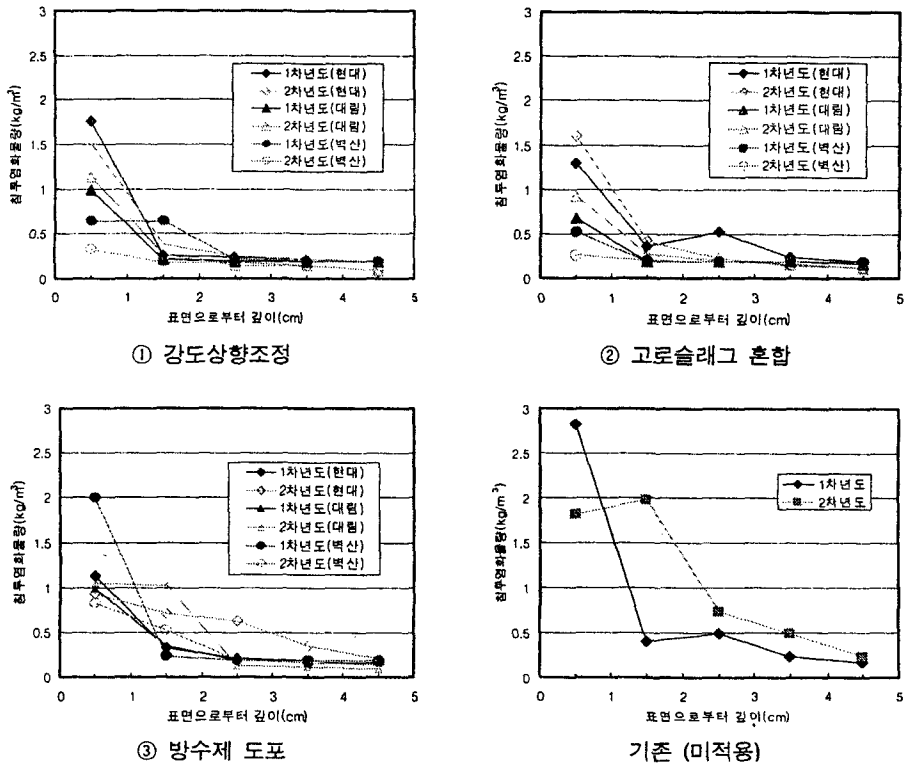 침투염화물량(kg/㎥)
3
2.5
2
1.5
1
0.5
0
1차년도(현대)
2차년도(현대)
1차년도(대림)
2차년도(대림)
1차년도(벽산)
2차년도(벽산)
0 1 2 3 4 5
표면으로부터 깊이(cm)
① 강도상향조정
침투염화물량(kg/㎥)
3
2.5
2
1.5
1
0.5
0
1차년도(현대)
2차년도(현대)
1차년도(대림)
2차년도(대림)
1차년도(벽산)
2차년도(벽산)
0 1 2 3 4 5
표면으로부터 깊이(cm)
② 고로슬래그 혼합
침투염화물량(kg/㎥)
3
2.5
2
1.5
1
0.5
0
1차년도(현대)
2차년도(현대)
1차년도(대림)
2차년도(대림)
1차년도(벽산)
2차년도(벽산)
0 1 2 3 4 5
표면으로부터 깊이(cm)
③ 방수제 도포
침투염화물량(kg/m³)
3
2.5
2
1.5
1
0.5
0
1차년도
2차년도
0 1 2 3 4 5
표면으로부터 깊이(cm)
기존 (미적용)